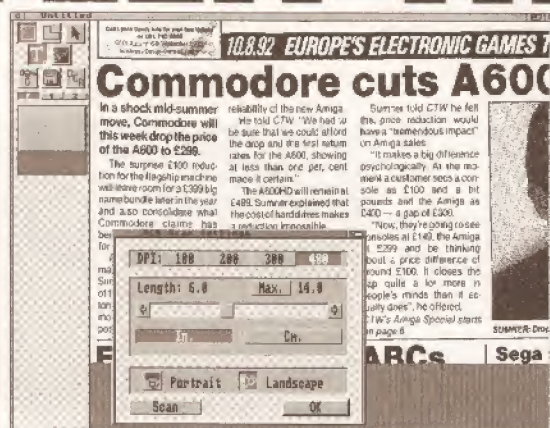 Untitled
10.8.92 EUROPE'S ELECTRONIC GAMES
Commodore cuts A600
In a shock mid-summer
move, Commodore will
this week drop the price
of the A600 to £299.
The surprise £100 reduc-
tion for the flagship machine
will leave room for a £399 big
name bundle later in the year
and also consolidate what
Commodore claims has
reliability of the new Amiga.
He told CTW: "We had to
be sure that we could afford
the drop and the first return
rates for the A600, showing
at less than one per cent
made it certain."
The A600HD will remain at
£499. Sumner explained that
the cost of hard drives makes
a reduction impossible.
Sumner told CTW he felt
the price reduction would
have a "tremendous impact"
on Amiga sales.
"It makes a big difference
psychologically. At the mo-
ment a customer sees a con-
sole as £100 and a bit
pounds and the Amiga as
£400 — a gap of £300.
"Now, they're going to see
consoles at £149, the Amiga
£299 and be thinking
about a price difference of
around £100. It closes the
gap quite a lot more in
people's minds than it ac-
tually does", he offered.
CTW's Amiga Special starts
on page 6
SUMNER: Drop
DPI: 100 200 300 400
Length: 6.0 Max. 14.0
In. Cm.
Portrait Landscape
Scan OK
ABCs
Sega